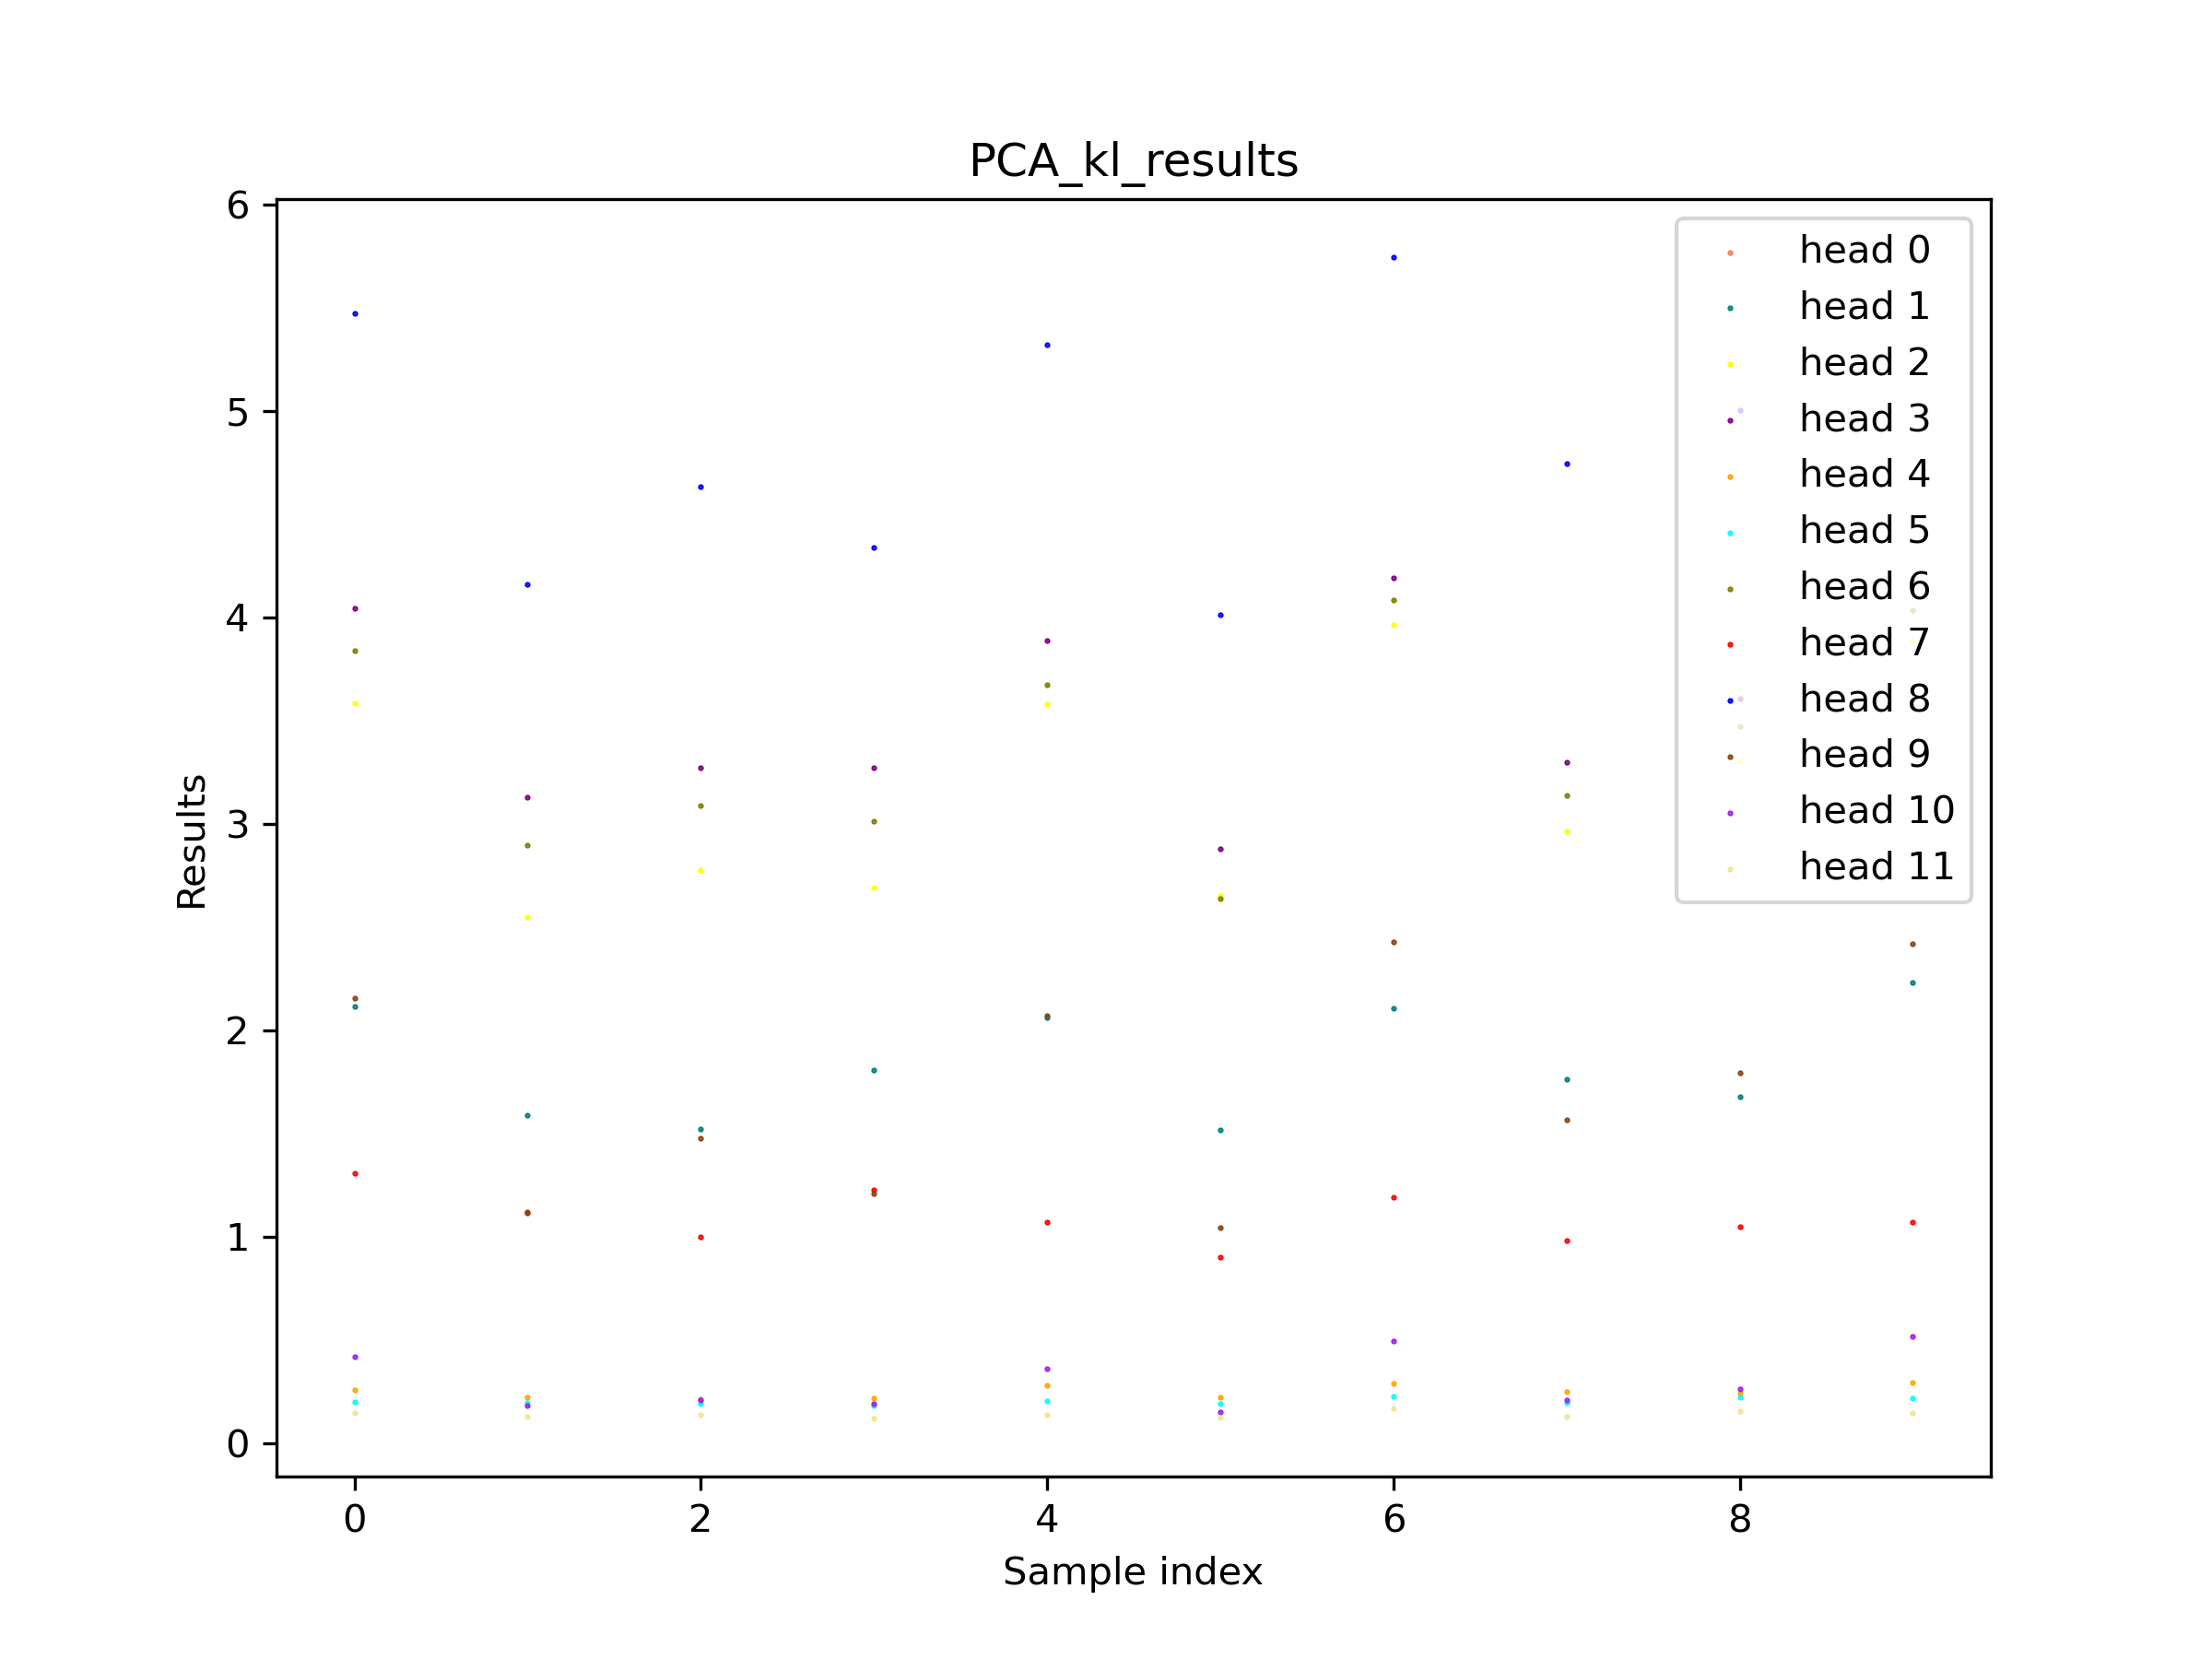 PCA_kl_results
6
5
4
3
2
1
0
Results
0 2 4 6 8
Sample index
head 0
head 1
head 2
head 3
head 4
head 5
head 6
head 7
head 8
head 9
head 10
head 11